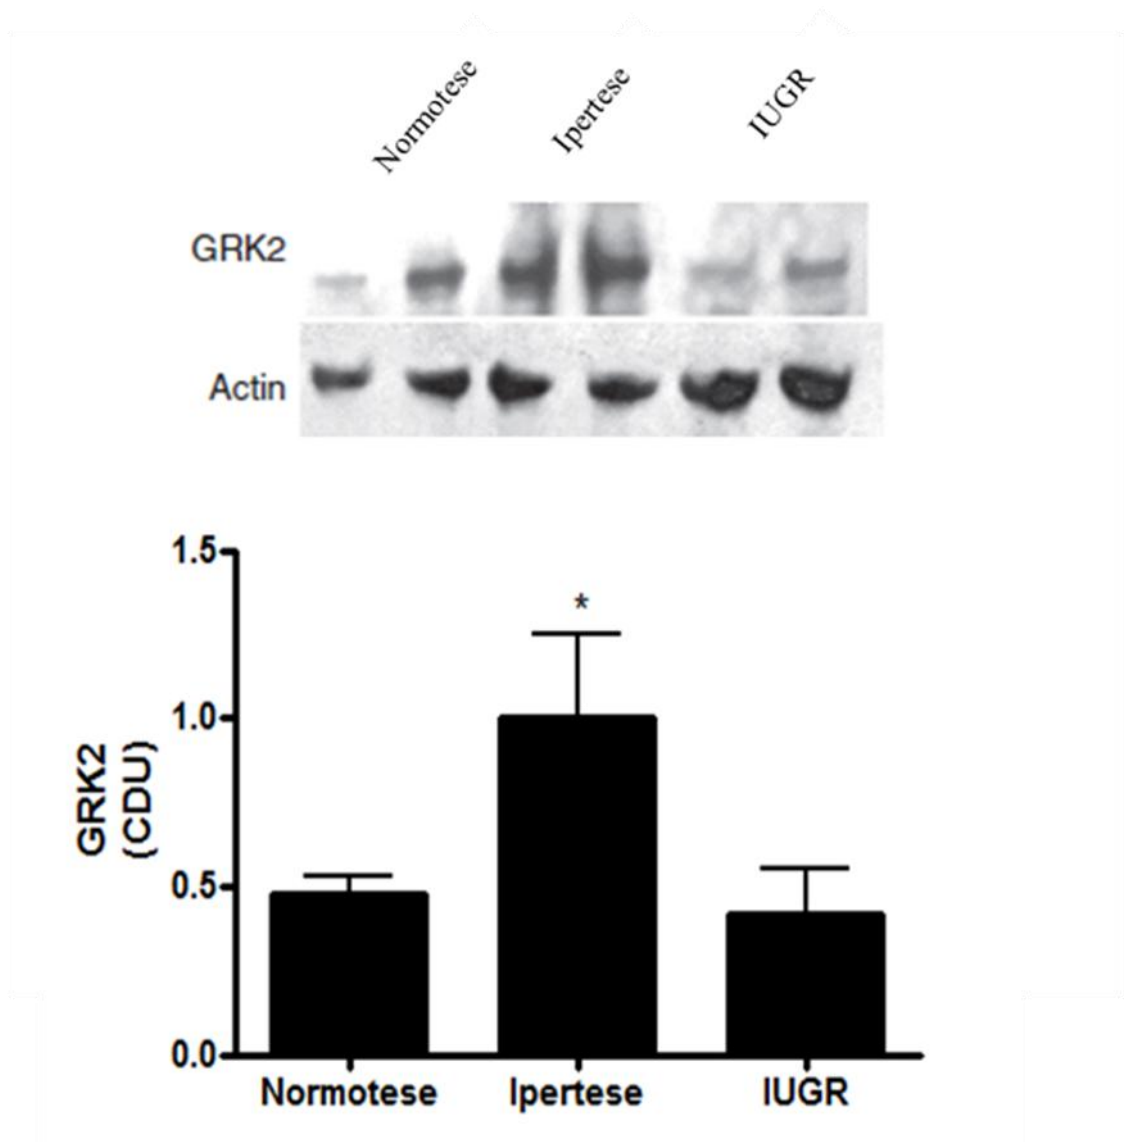 Normotese
Ipertese
IUGR
GRK2
Actin
1.5
*
1.0
GRK2
(CDU)
0.5
0.0
Normotese
Ipertese
IUGR